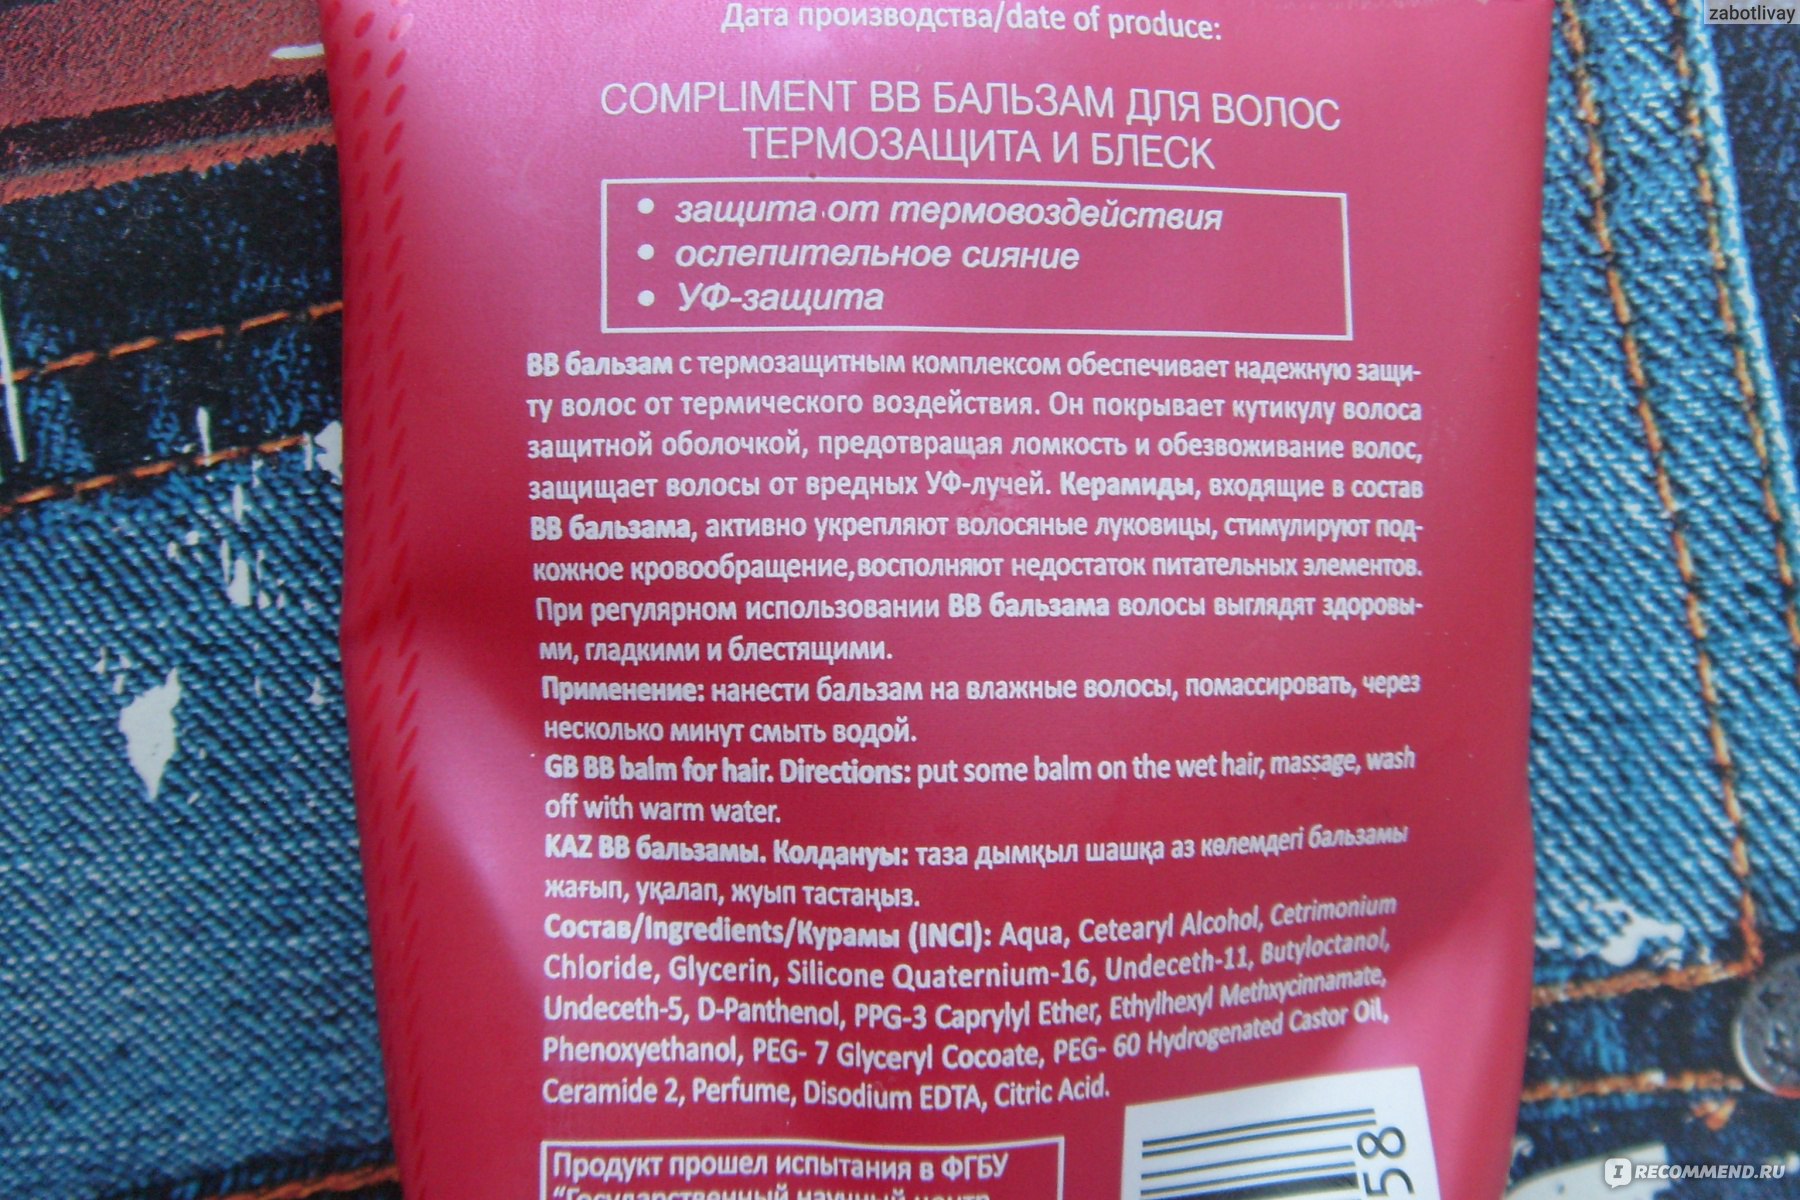 zabotlivay
Дата производства/date of produce:
COMPLIMENT BB БАЛЬЗАМ ДЛЯ ВОЛОС
ТЕРМОЗАЩИТА И БЛЕСК
• защита от термовоздействия
• ослепительное сияние
• УФ-защита
BB бальзам с термозащитным комплексом обеспечивает надежную защи-
ту волос от термического воздействия. Он покрывает кутикулу волоса
защитной оболочкой, предотвращая ломкость и обезвоживание волос,
защищает волосы от вредных УФ-лучей. Керамиды, входящие в состав
BB бальзама, активно укрепляют волосяные луковицы, стимулируют под-
кожное кровообращение, восполняют недостаток питательных элементов.
При регулярном использовании BB бальзама волосы выглядят здоровы-
ми, гладкими и блестящими.
Применение: нанести бальзам на влажные волосы, помассировать, через
несколько минут смыть водой.
GB BB balm for hair. Directions: put some balm on the wet hair, massage, wash
off with warm water.
KAZ BB бальзамы. Колдануы: таза дымқыл шашқа аз көлемдегі бальзамы
жағып, уқалап, жуып тастаңыз.
Состав/Ingredients/Курамы (INCI): Aqua, Cetearyl Alcohol, Cetrimonium
Chloride, Glycerin, Silicone Quaternium-16, Undeceth-11, Butyloctanol,
Undeceth-5, D-Panthenol, PPG-3 Caprylyl Ether, Ethylhexyl Methxycinnamate,
Phenoxyethanol, PEG- 7 Glyceryl Cocoate, PEG- 60 Hydrogenated Castor Oil,
Ceramide 2, Perfume, Disodium EDTA, Citric Acid.
Продукт прошел испытания в ФГБУ
"Государственный научный центр
58
IRECOMMEND.RU